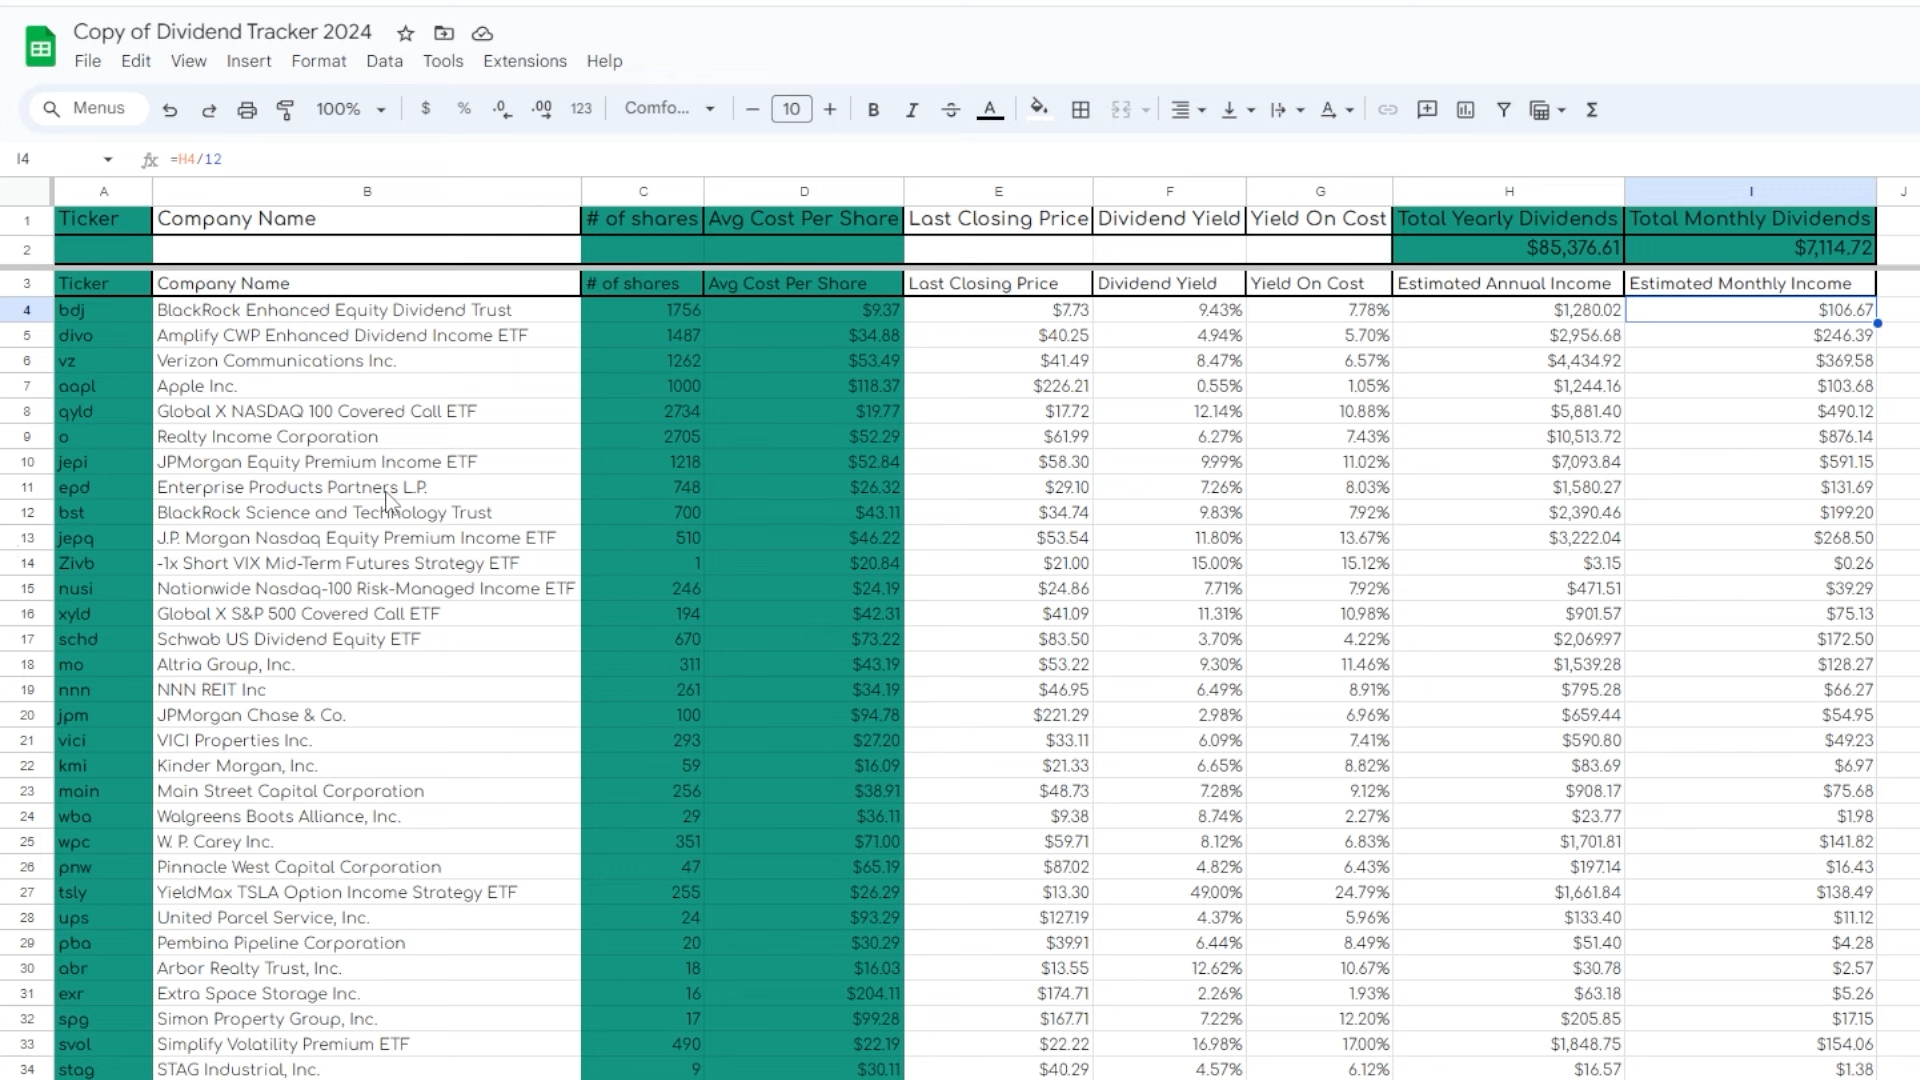 Copy of Dividend Tracker 2024
File Edit View Insert Format Data Tools Extensions Help
Menus 100% $ % .0 .00 123 Comfo... 10 B I A Σ
I4 fx =H4/12
A B C D E F G H I J
1 Ticker Company Name # of shares Avg Cost Per Share Last Closing Price Dividend Yield Yield On Cost Total Yearly Dividends Total Monthly Dividends
2 $85,376.61 $7,114.72
3 Ticker Company Name # of shares Avg Cost Per Share Last Closing Price Dividend Yield Yield On Cost Estimated Annual Income Estimated Monthly Income
4 bdj BlackRock Enhanced Equity Dividend Trust 1756 $9.37 $7.73 9.43% 7.78% $1,280.02 $106.67
5 divo Amplify CWP Enhanced Dividend Income ETF 1487 $34.88 $40.25 4.94% 5.70% $2,956.68 $246.39
6 vz Verizon Communications Inc. 1262 $53.49 $41.49 8.47% 6.57% $4,434.92 $369.58
7 aapl Apple Inc. 1000 $118.37 $226.21 0.55% 1.05% $1,244.16 $103.68
8 qyld Global X NASDAQ 100 Covered Call ETF 2734 $19.77 $17.72 12.14% 10.88% $5,881.40 $490.12
9 o Realty Income Corporation 2705 $52.29 $61.99 6.27% 7.43% $10,513.72 $876.14
10 jepi JPMorgan Equity Premium Income ETF 1218 $52.84 $58.30 9.99% 11.02% $7,093.84 $591.15
11 epd Enterprise Products Partners L.P. 748 $26.32 $29.10 7.26% 8.03% $1,580.27 $131.69
12 bst BlackRock Science and Technology Trust 700 $43.11 $34.74 9.83% 7.92% $2,390.46 $199.20
13 jepq J.P. Morgan Nasdaq Equity Premium Income ETF 510 $46.22 $53.54 11.80% 13.67% $3,222.04 $268.50
14 Zivb -1x Short VIX Mid-Term Futures Strategy ETF 1 $20.84 $21.00 15.00% 15.12% $3.15 $0.26
15 nusi Nationwide Nasdaq-100 Risk-Managed Income ETF 246 $24.19 $24.86 7.71% 7.92% $471.51 $39.29
16 xyld Global X S&P 500 Covered Call ETF 194 $42.31 $41.09 11.31% 10.98% $901.57 $75.13
17 schd Schwab US Dividend Equity ETF 670 $73.22 $83.50 3.70% 4.22% $2,069.97 $172.50
18 mo Altria Group, Inc. 311 $43.19 $53.22 9.30% 11.46% $1,539.28 $128.27
19 nnn NNN REIT Inc 261 $34.19 $46.95 6.49% 8.91% $795.28 $66.27
20 jpm JPMorgan Chase & Co. 100 $94.78 $221.29 2.98% 6.96% $659.44 $54.95
21 vici VICI Properties Inc. 293 $27.20 $33.11 6.09% 7.41% $590.80 $49.23
22 kmi Kinder Morgan, Inc. 59 $16.09 $21.33 6.65% 8.82% $83.69 $6.97
23 main Main Street Capital Corporation 256 $38.91 $48.73 7.28% 9.12% $908.17 $75.68
24 wba Walgreens Boots Alliance, Inc. 29 $36.11 $9.38 8.74% 2.27% $23.77 $1.98
25 wpc W. P. Carey Inc. 351 $71.00 $59.71 8.12% 6.83% $1,701.81 $141.82
26 pnw Pinnacle West Capital Corporation 47 $65.19 $87.02 4.82% 6.43% $197.14 $16.43
27 tsly YieldMax TSLA Option Income Strategy ETF 255 $26.29 $13.30 49.00% 24.79% $1,661.84 $138.49
28 ups United Parcel Service, Inc. 24 $93.29 $127.19 4.37% 5.96% $133.40 $11.12
29 pba Pembina Pipeline Corporation 20 $30.29 $39.91 6.44% 8.49% $51.40 $4.28
30 abr Arbor Realty Trust, Inc. 18 $16.03 $13.55 12.62% 10.67% $30.78 $2.57
31 exr Extra Space Storage Inc. 16 $204.11 $174.71 2.26% 1.93% $63.18 $5.26
32 spg Simon Property Group, Inc. 17 $99.28 $167.71 7.22% 12.20% $205.85 $17.15
33 svol Simplify Volatility Premium ETF 490 $22.19 $22.22 16.98% 17.00% $1,848.75 $154.06
34 stag STAG Industrial, Inc. 9 $30.11 $40.29 4.57% 6.12% $16.57 $1.38